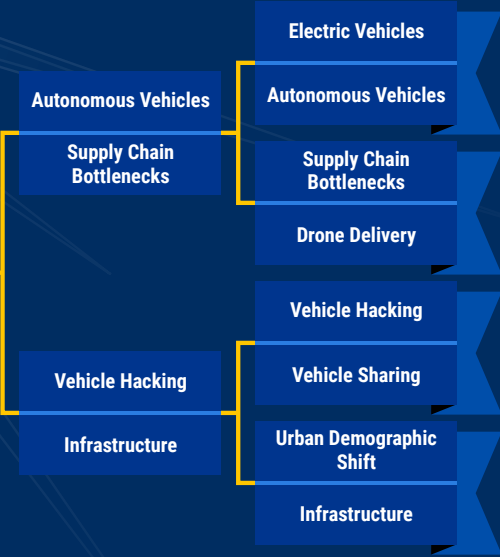 Electric Vehicles
Autonomous Vehicles
Autonomous Vehicles
Supply Chain
Bottlenecks
Supply Chain
Bottlenecks
Drone Delivery
Vehicle Hacking
Vehicle Sharing
Vehicle Hacking
Infrastructure
Urban Demographic
Shift
Infrastructure